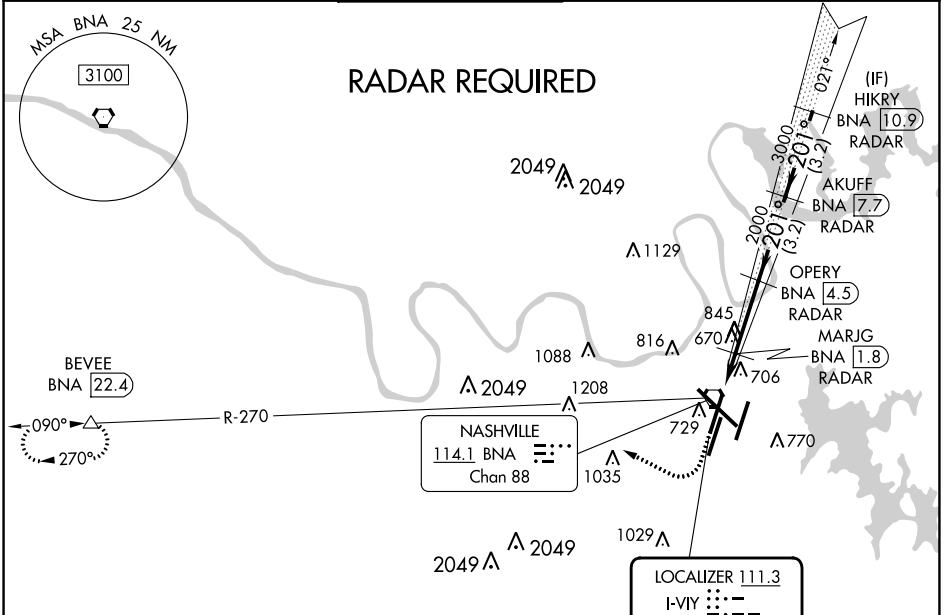 MSA BNA 25 NM
3100
RADAR REQUIRED
021°
(IF)
HIKRY
BNA 10.9
RADAR
3000
201°
(3.2)
AKUFF
BNA 7.7
RADAR
2000
201°
(3.2)
OPERY
BNA 4.5
RADAR
MARJG
BNA 1.8
RADAR
2049
2049
1129
845
670
816
1088
706
2049
1208
BEVEE
BNA 22.4
090°
270°
R-270
729
770
NASHVILLE
114.1 BNA
Chan 88
1035
1029
2049
2049
LOCALIZER 111.3
I-VIY